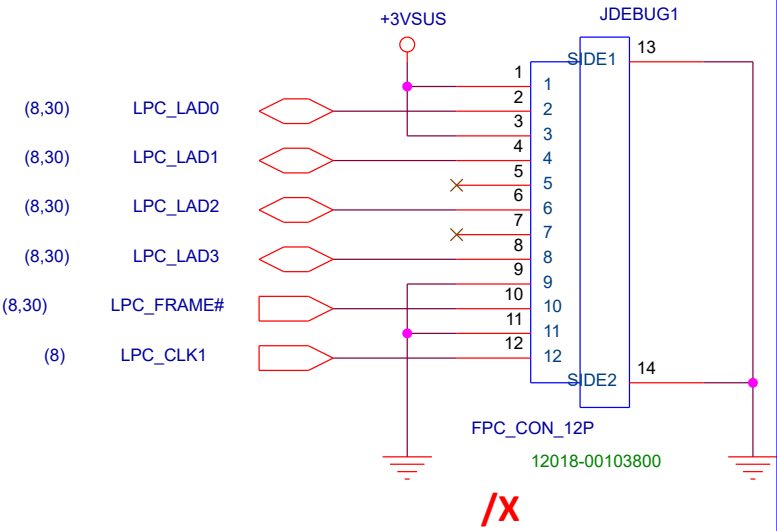 +3VSUS
JDEBUG1
SIDE1 13
1 1
(8,30) LPC_LAD0 2 2
3 3
(8,30) LPC_LAD1 4 4
5 5
(8,30) LPC_LAD2 6 6
7 7
(8,30) LPC_LAD3 8 8
9 9
(8,30) LPC_FRAME# 10 10
11 11
(8) LPC_CLK1 12 12
SIDE2 14
FPC_CON_12P
12018-00103800
/X